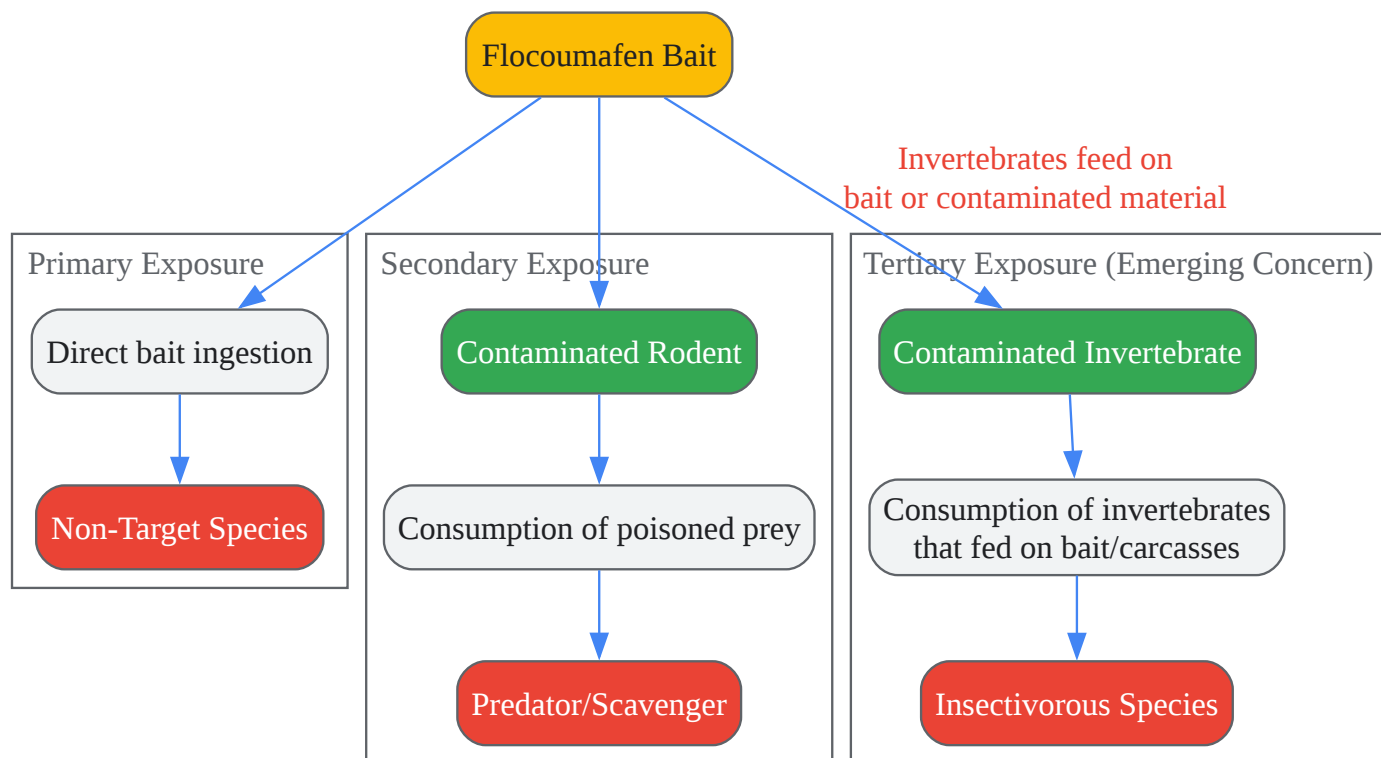 Flocoumafen Bait
Invertebrates feed on
bait or contaminated material
Primary Exposure
Direct bait ingestion
Non-Target Species
Secondary Exposure
Contaminated Rodent
Consumption of poisoned prey
Predator/Scavenger
Tertiary Exposure (Emerging Concern)
Contaminated Invertebrate
Consumption of invertebrates
that fed on bait/carcasses
Insectivorous Species